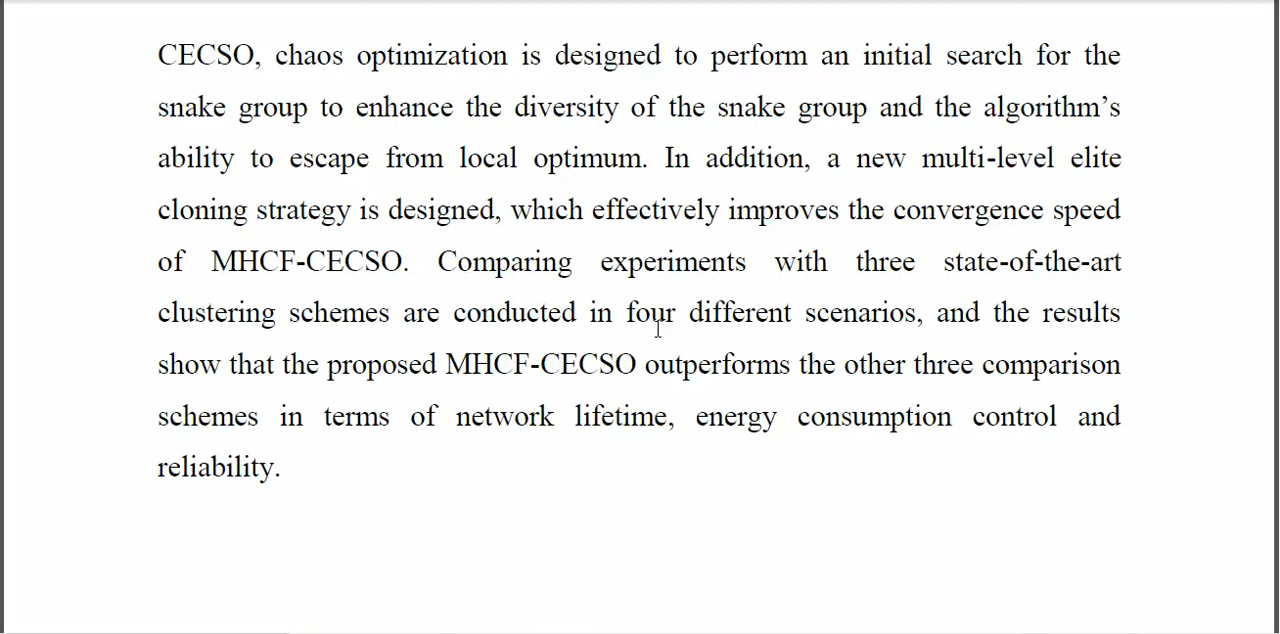 CECSO, chaos optimization is designed to perform an initial search for the
snake group to enhance the diversity of the snake group and the algorithm’s
ability to escape from local optimum. In addition, a new multi-level elite
cloning strategy is designed, which effectively improves the convergence speed
of MHCF-CECSO. Comparing experiments with three state-of-the-art
clustering schemes are conducted in four different scenarios, and the results
show that the proposed MHCF-CECSO outperforms the other three comparison
schemes in terms of network lifetime, energy consumption control and
reliability.